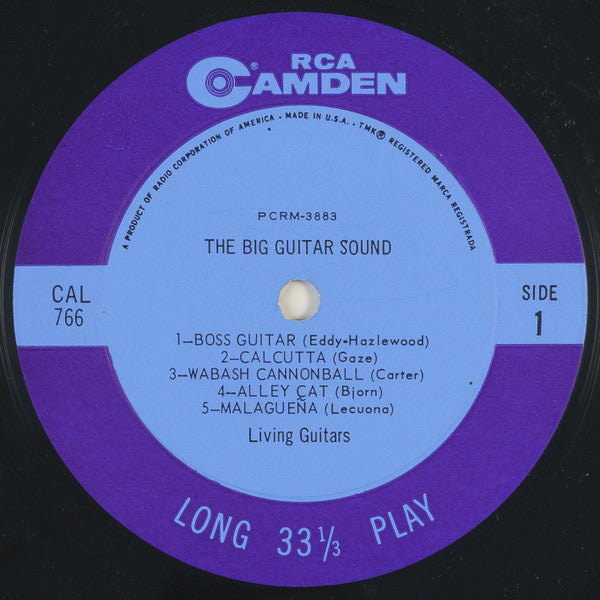 RCA
CAMDEN®
A PRODUCT OF RADIO CORPORATION OF AMERICA • MADE IN U.S.A. • TMK ® REGISTERED MARCA REGISTRADA
PCRM-3883
THE BIG GUITAR SOUND
CAL
766
SIDE
1
1—BOSS GUITAR (Eddy-Hazlewood)
2—CALCUTTA (Gaze)
3—WABASH CANNONBALL (Carter)
4—ALLEY CAT (Bjorn)
5—MALAGUEÑA (Lecuona)
Living Guitars
LONG 33⅓ PLAY